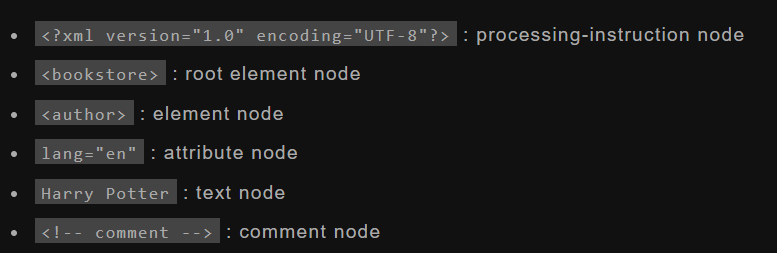 <?xml version="1.0" encoding="UTF-8"?> : processing-instruction node
<bookstore> : root element node
<author> : element node
lang="en" : attribute node
Harry Potter : text node
<!-- comment --> : comment node